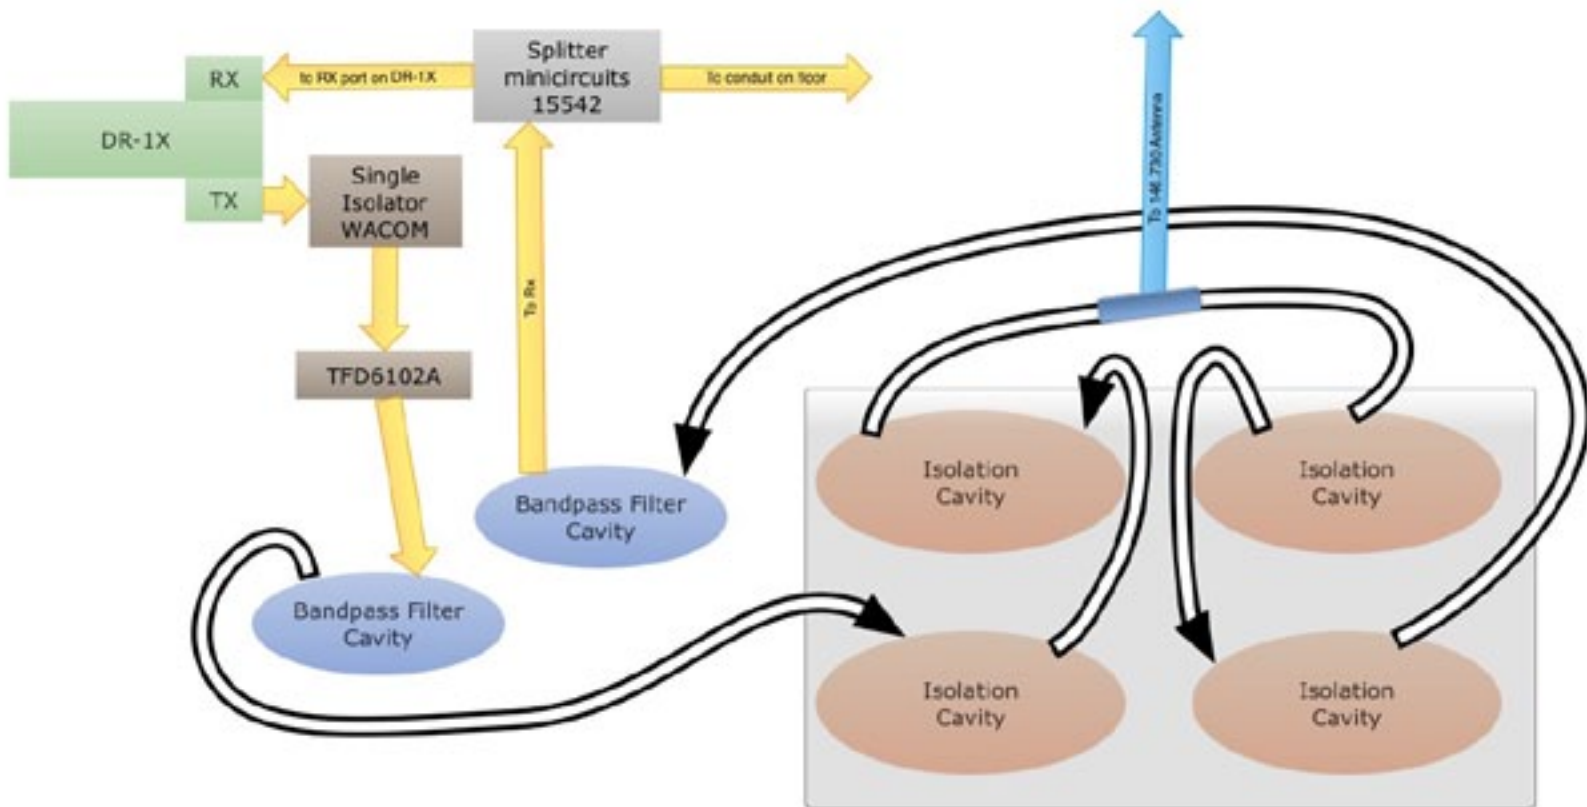 RX
to RX port on DR-1X
Splitter
minicircuits
15542
To conduit on floor
DR-1X
TX
Single
Isolator
WACOM
To 146.730 Antenna
To Rx
TFD6102A
Isolation
Cavity
Isolation
Cavity
Bandpass Filter
Cavity
Bandpass Filter
Cavity
Isolation
Cavity
Isolation
Cavity